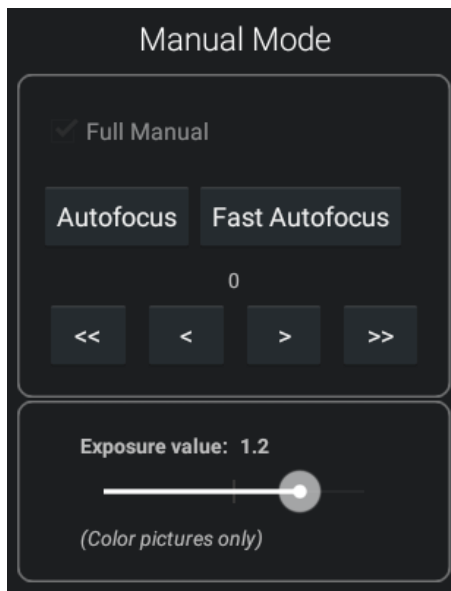 Manual Mode
Full Manual
Autofocus Fast Autofocus
0
<< < > >>
Exposure value: 1.2
(Color pictures only)